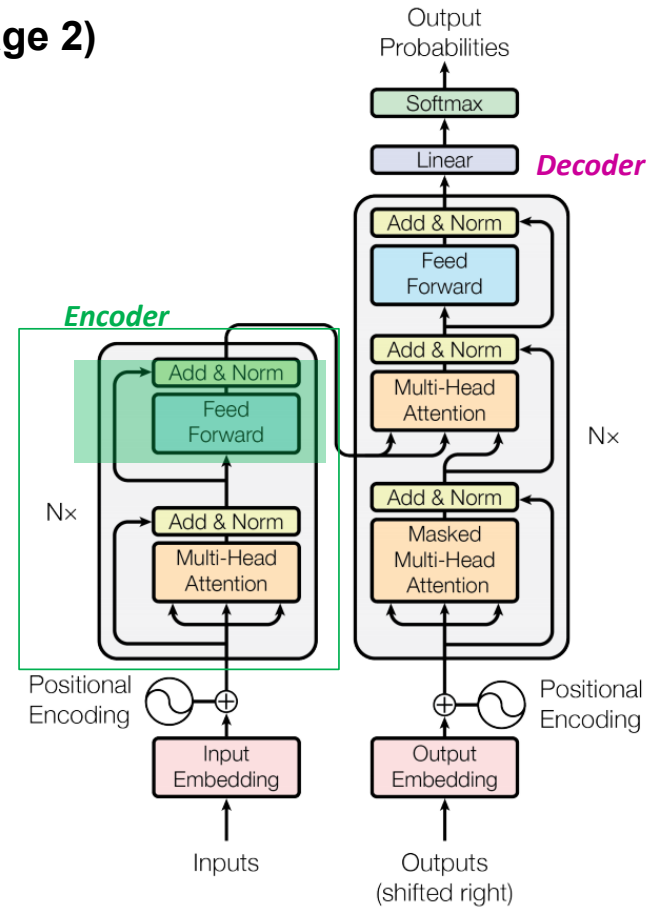 ge 2)
Output
Probabilities
Softmax
Linear
Decoder
Add & Norm
Feed
Forward
Add & Norm
Multi-Head
Attention
Nx
Add & Norm
Masked
Multi-Head
Attention
Positional
Encoding
Output
Embedding
Outputs
(shifted right)
Encoder
Add & Norm
Feed
Forward
Nx
Add & Norm
Multi-Head
Attention
Positional
Encoding
Input
Embedding
Inputs